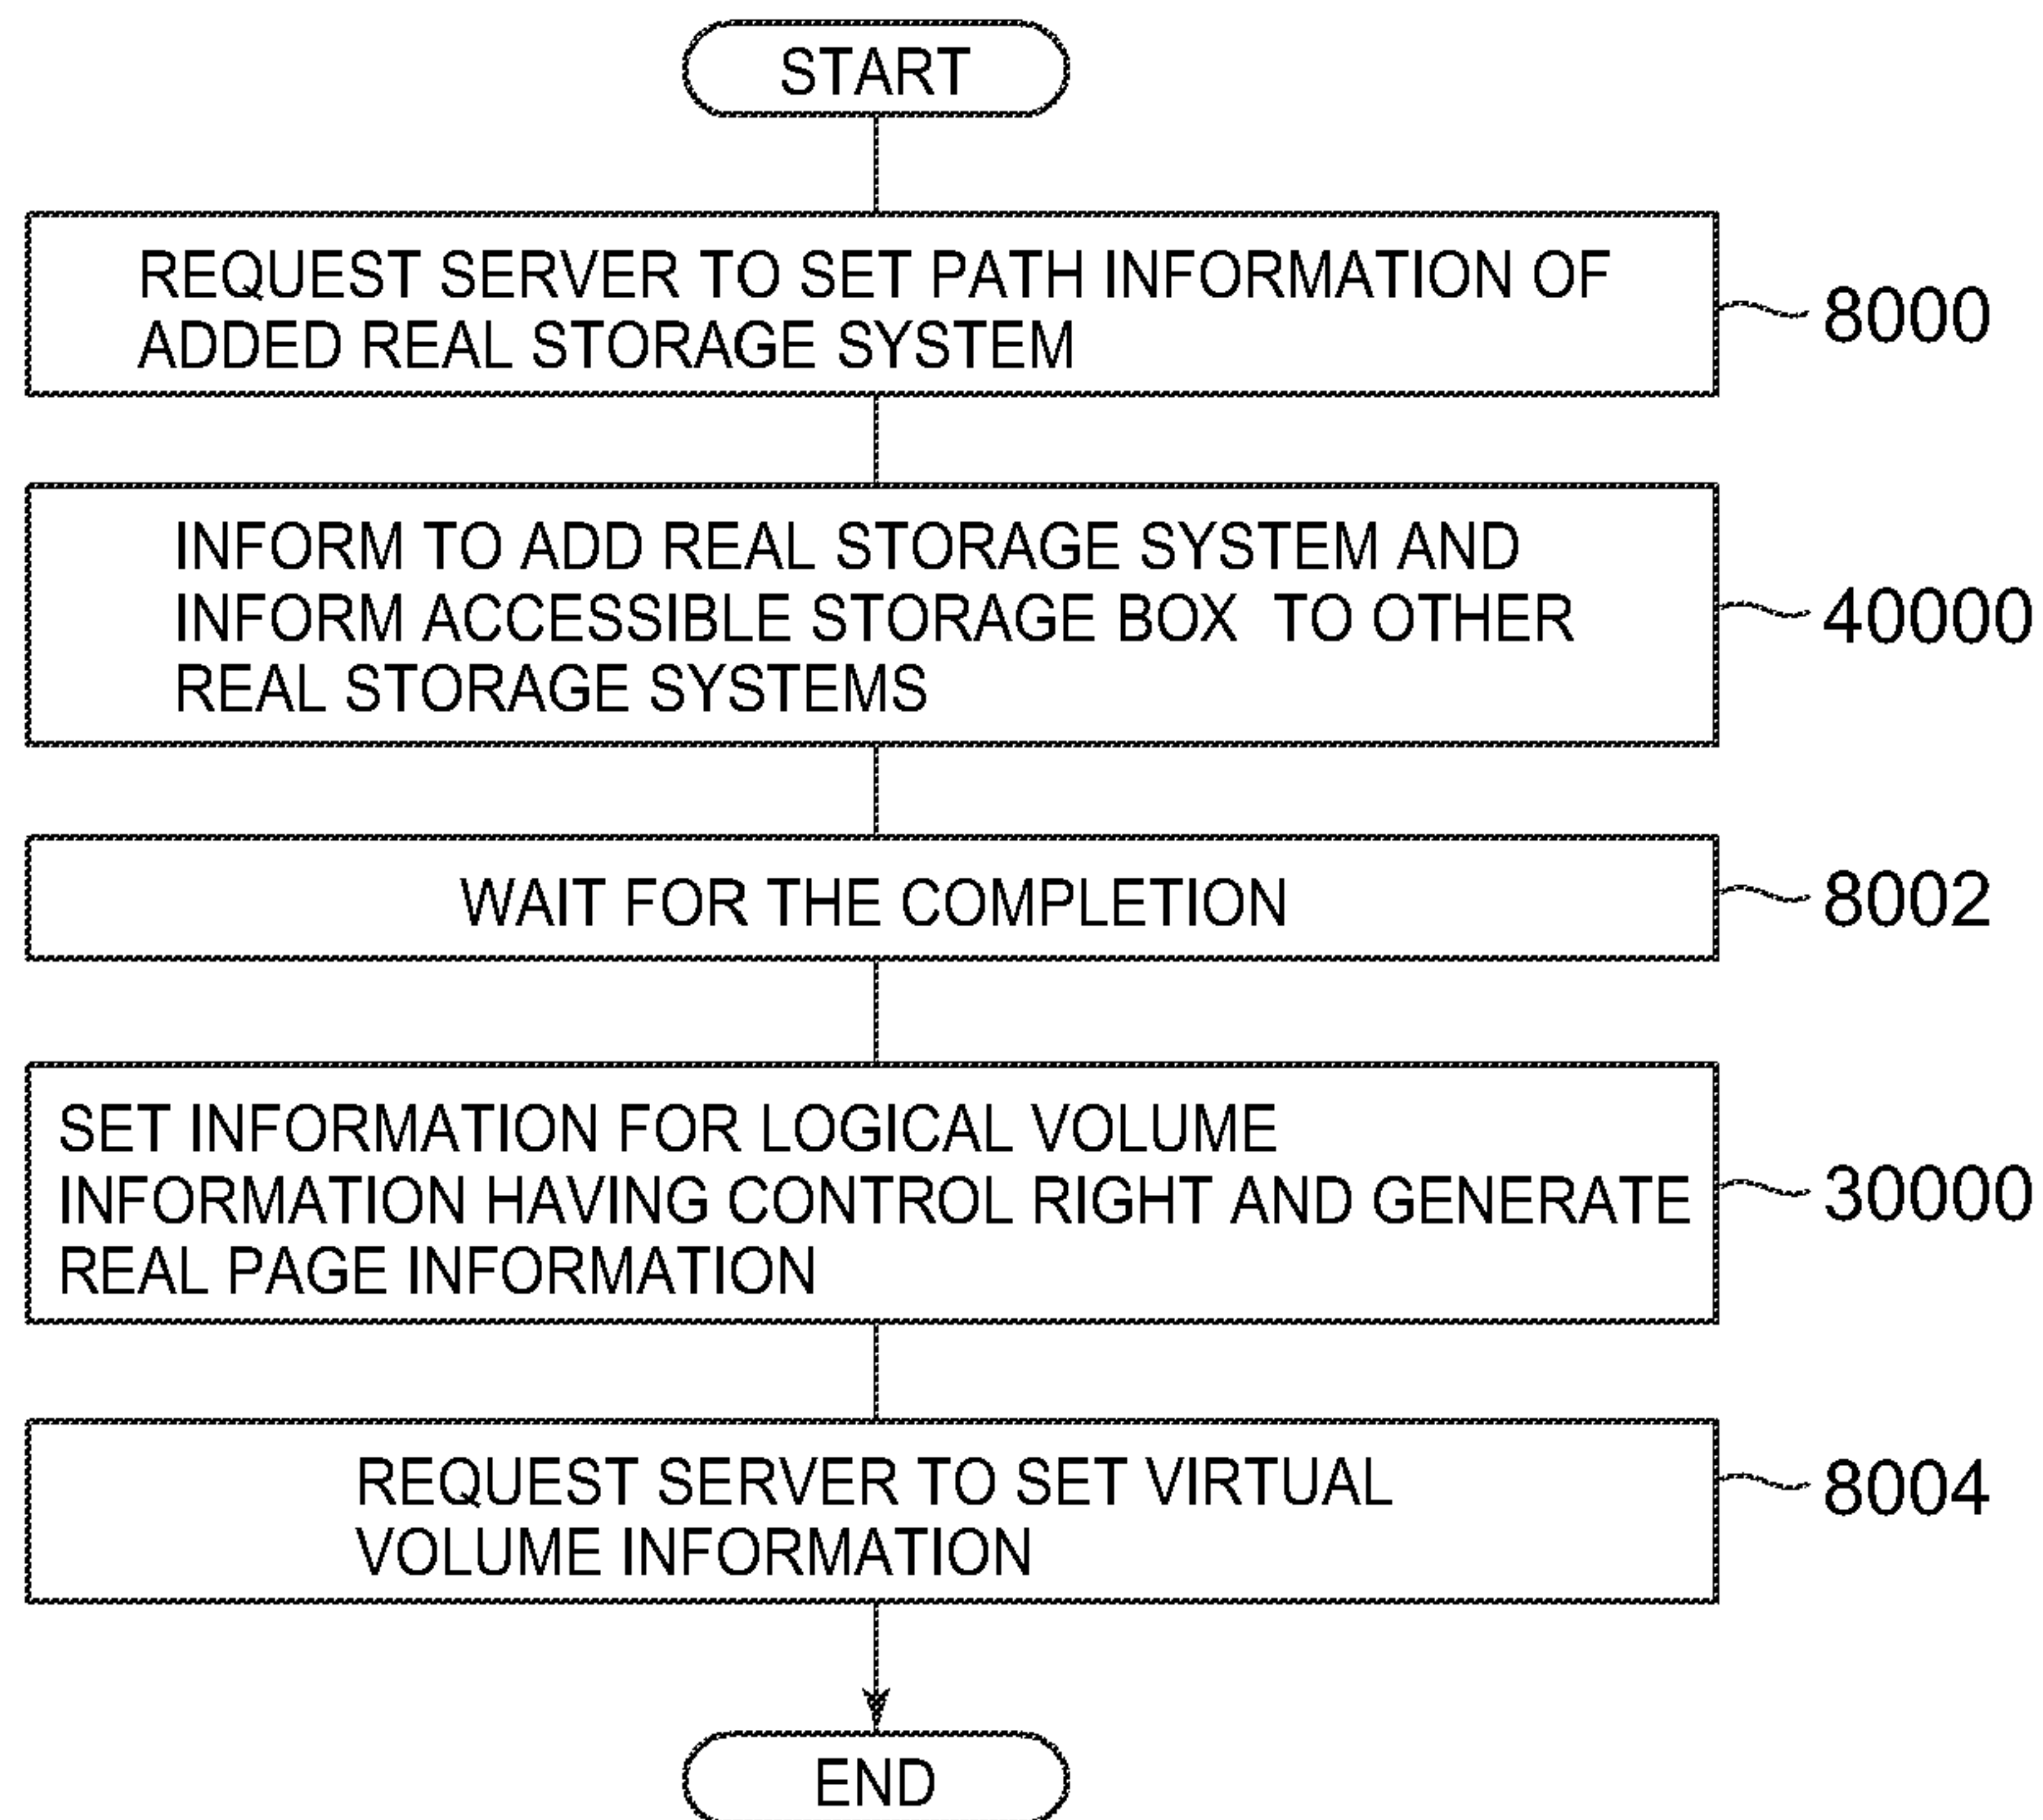 START
REQUEST SERVER TO SET PATH INFORMATION OF
ADDED REAL STORAGE SYSTEM
8000
INFORM TO ADD REAL STORAGE SYSTEM AND
INFORM ACCESSIBLE STORAGE BOX TO OTHER
REAL STORAGE SYSTEMS
40000
WAIT FOR THE COMPLETION
8002
SET INFORMATION FOR LOGICAL VOLUME
INFORMATION HAVING CONTROL RIGHT AND GENERATE
REAL PAGE INFORMATION
30000
REQUEST SERVER TO SET VIRTUAL
VOLUME INFORMATION
8004
END